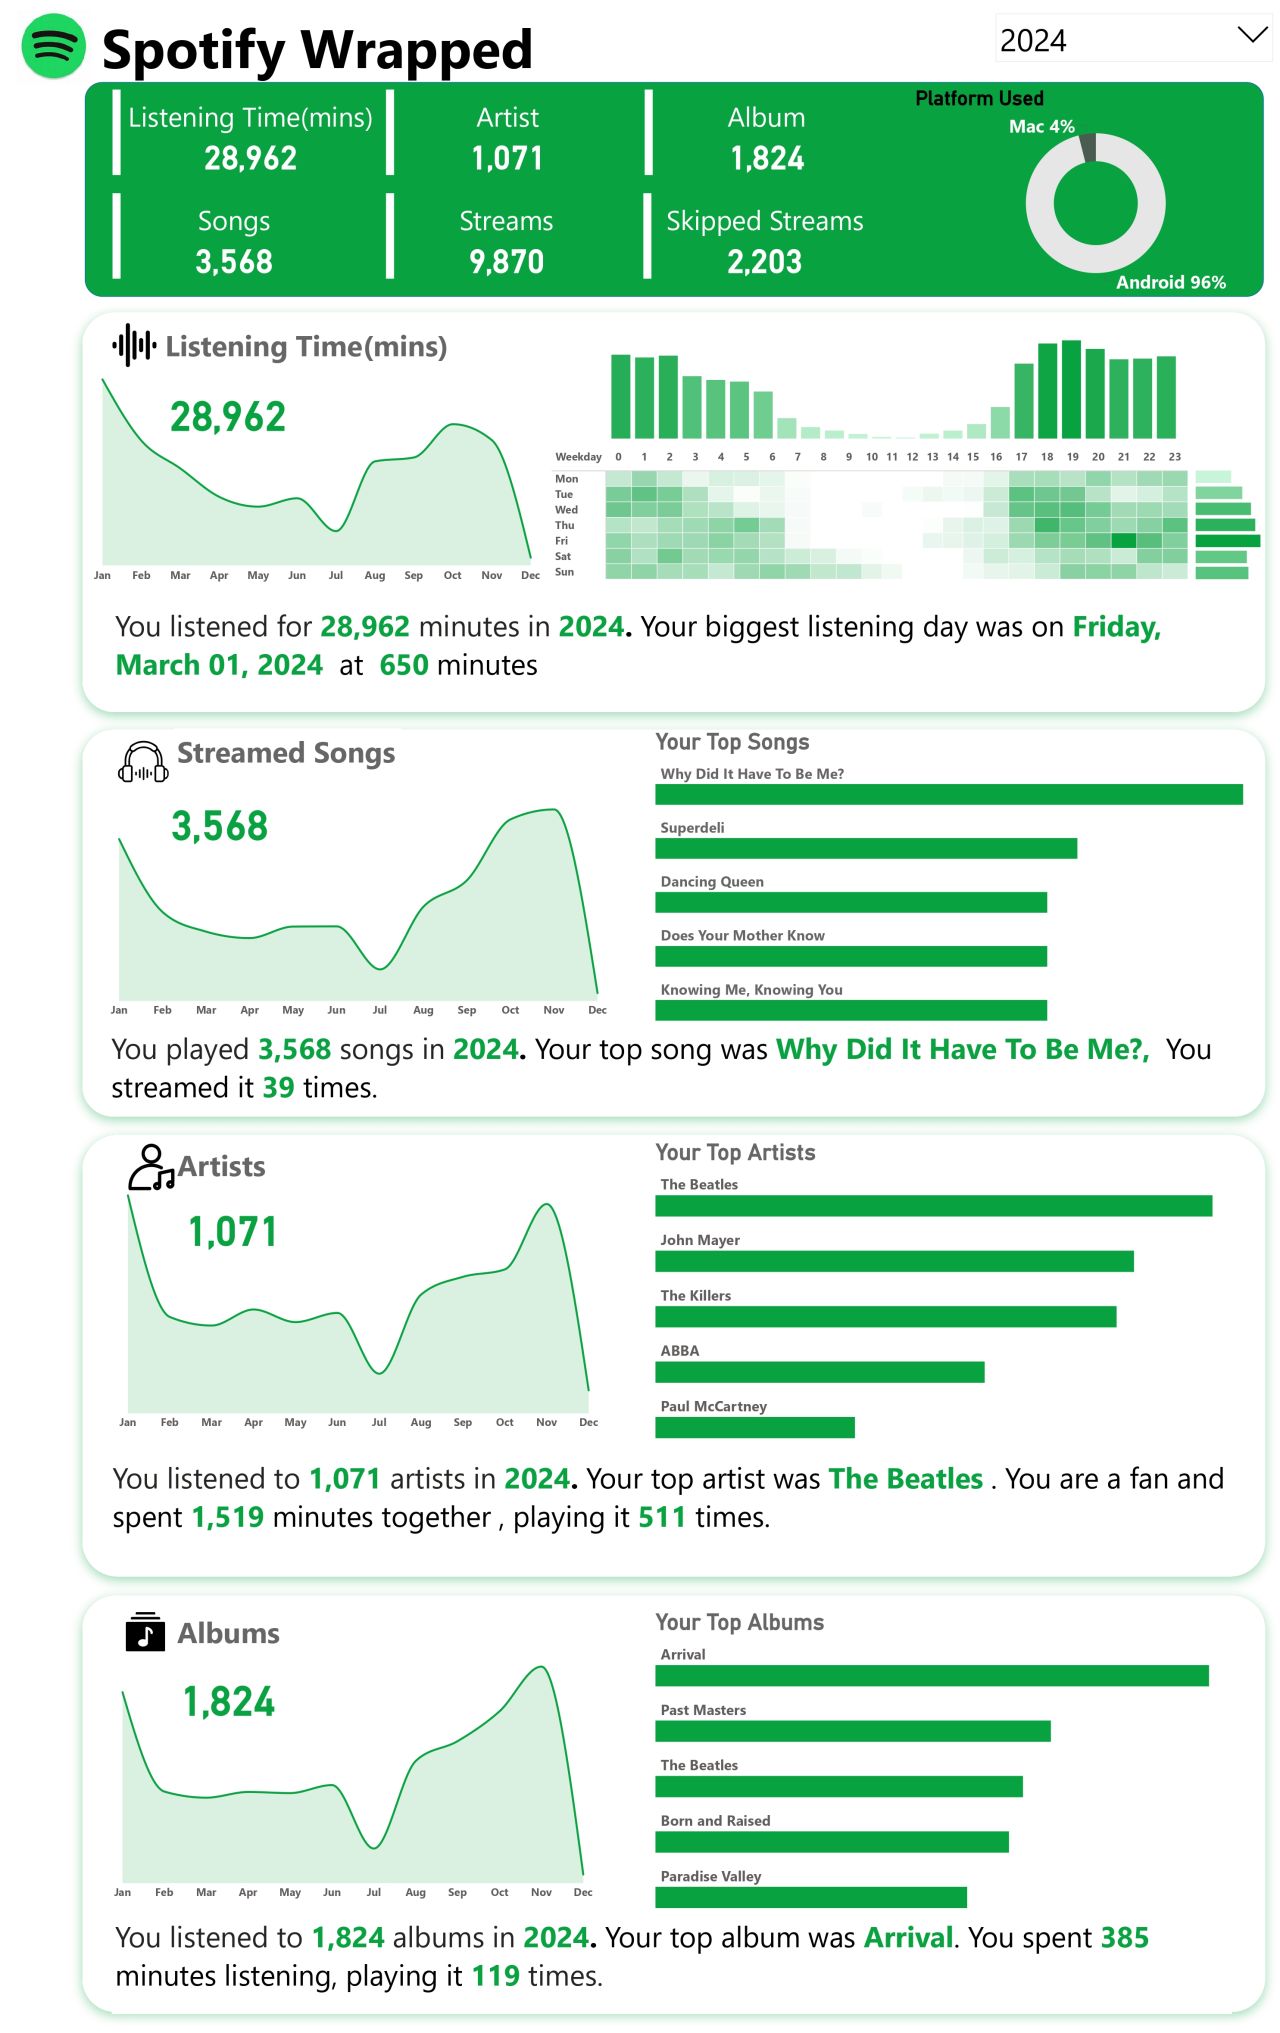 Spotify Wrapped
2024
Listening Time(mins)
28,962
Artist
1,071
Album
1,824
Songs
3,568
Streams
9,870
Skipped Streams
2,203
Platform Used
Mac 4%
Android 96%
Listening Time(mins)
28,962
Jan Feb Mar Apr May Jun Jul Aug Sep Oct Nov Dec
Weekday 0 1 2 3 4 5 6 7 8 9 10 11 12 13 14 15 16 17 18 19 20 21 22 23
Mon
Tue
Wed
Thu
Fri
Sat
Sun
You listened for 28,962 minutes in 2024. Your biggest listening day was on Friday,
March 01, 2024 at 650 minutes
Streamed Songs
3,568
Jan Feb Mar Apr May Jun Jul Aug Sep Oct Nov Dec
Your Top Songs
Why Did It Have To Be Me?
Superdeli
Dancing Queen
Does Your Mother Know
Knowing Me, Knowing You
You played 3,568 songs in 2024. Your top song was Why Did It Have To Be Me?, You
streamed it 39 times.
Artists
1,071
Jan Feb Mar Apr May Jun Jul Aug Sep Oct Nov Dec
Your Top Artists
The Beatles
John Mayer
The Killers
ABBA
Paul McCartney
You listened to 1,071 artists in 2024. Your top artist was The Beatles . You are a fan and
spent 1,519 minutes together , playing it 511 times.
Albums
1,824
Jan Feb Mar Apr May Jun Jul Aug Sep Oct Nov Dec
Your Top Albums
Arrival
Past Masters
The Beatles
Born and Raised
Paradise Valley
You listened to 1,824 albums in 2024. Your top album was Arrival. You spent 385
minutes listening, playing it 119 times.